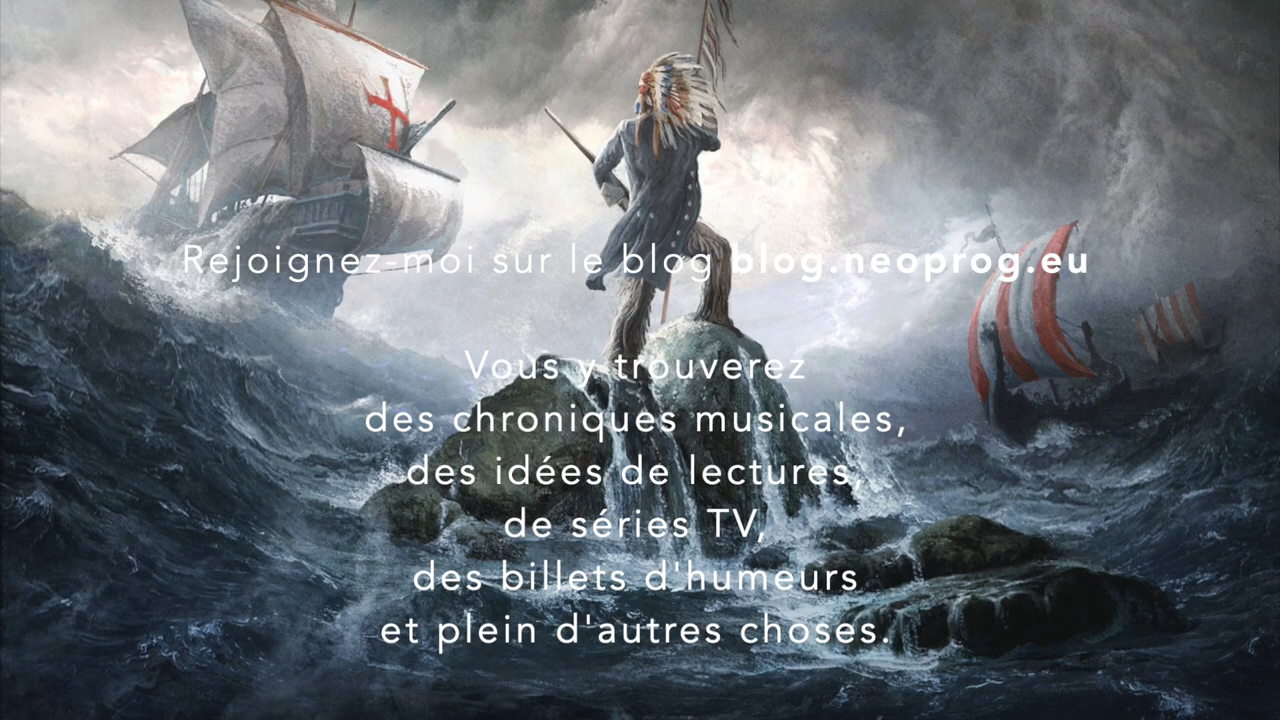 Rejoignez-moi sur le blog blog.neoprog.eu
Vous y trouverez
des chroniques musicales,
des idées de lectures,
de séries TV,
des billets d'humeurs
et plein d'autres choses.